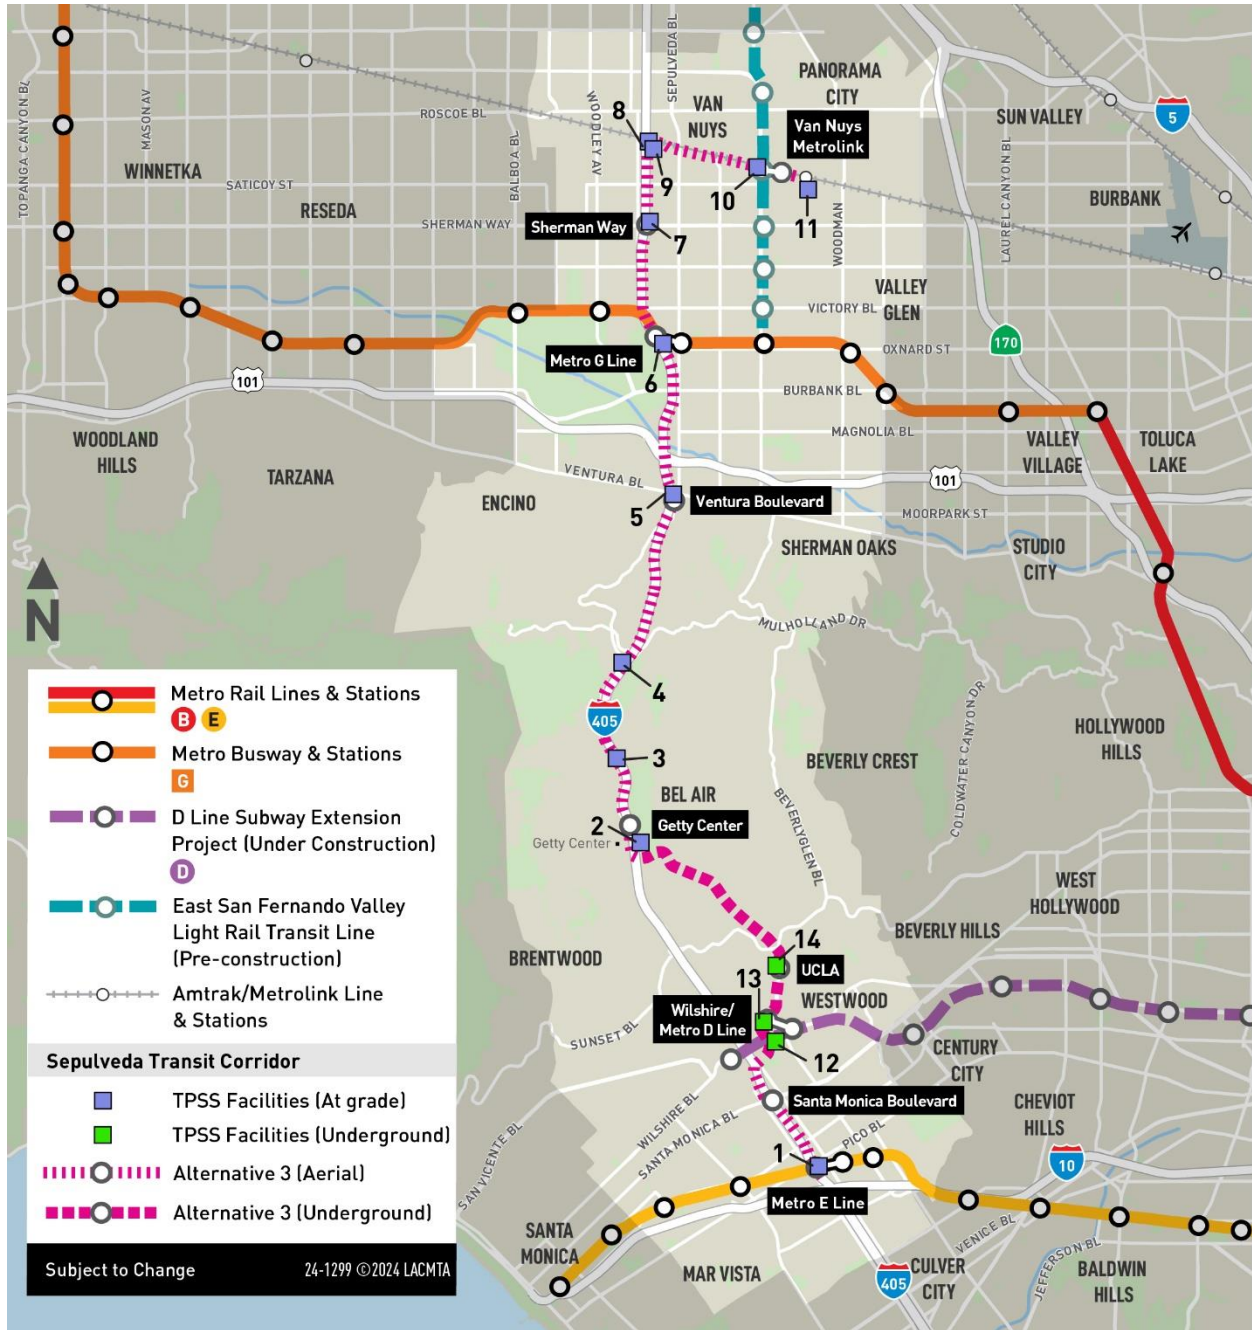 TOPANGA CANYON BL
MASON AV
WINNETKA
ROSCOE BL
BALBOA BL
WOODLEY AV
SEPULVEDA BL
VAN
NUYS
PANORAMA
CITY
Van Nuys
Metrolink
SUN VALLEY
5
LAUREL CANYON BL
BURBANK
SATICOY ST
RESEDA
SHERMAN WAY
8
9
10
11
WOODMAN
Sherman Way
7
VALLEY
GLEN
VICTORY BL
170
OXNARD ST
Metro G Line
6
BURBANK BL
101
MAGNOLIA BL
WOODLAND
HILLS
TARZANA
VENTURA BL
ENCINO
5
Ventura Boulevard
101
MOORPARK ST
VALLEY
VILLAGE
TOLUCA
LAKE
SHERMAN OAKS
STUDIO
CITY
N
MULHOLLAND DR
4
405
3
COLDWATER CANYON DR
HOLLYWOOD
HILLS
BEVERLY CREST
BEL AIR
BEVERLY GLEN BL
2
Getty Center
Getty Center
WEST
HOLLYWOOD
BEVERLY HILLS
BRENTWOOD
14
UCLA
13
Wilshire/
Metro D Line
WESTWOOD
SUNSET BL
12
CENTURY
CITY
WILSHIRE BL
SANTA MONICA BL
Santa Monica Boulevard
CHEVIOT
HILLS
SAN VICENTE BL
1
PICO BL
10
Metro E Line
SANTA
MONICA
MAR VISTA
VENICE BL
JEFFERSON BL
405
CULVER
CITY
BALDWIN
HILLS
Metro Rail Lines & Stations
B E
Metro Busway & Stations
G
D Line Subway Extension
Project (Under Construction)
D
East San Fernando Valley
Light Rail Transit Line
(Pre-construction)
Amtrak/Metrolink Line
& Stations
Sepulveda Transit Corridor
TPSS Facilities (At grade)
TPSS Facilities (Underground)
Alternative 3 (Aerial)
Alternative 3 (Underground)
Subject to Change
24-1299 ©2024 LACMTA